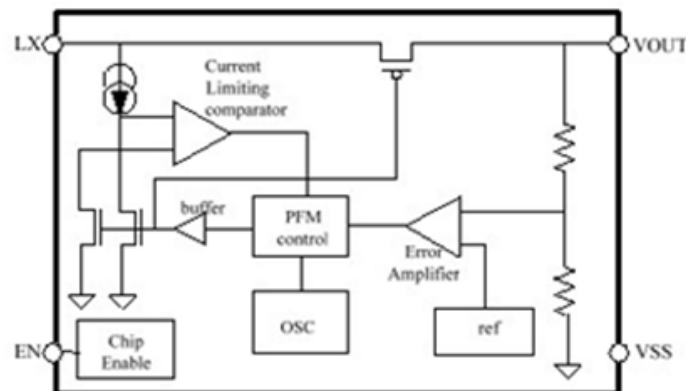 LX
VOUT
Current
Limiting
comparator
buffer
PFM
control
Error
Amplifier
OSC
ref
EN
Chip
Enable
VSS